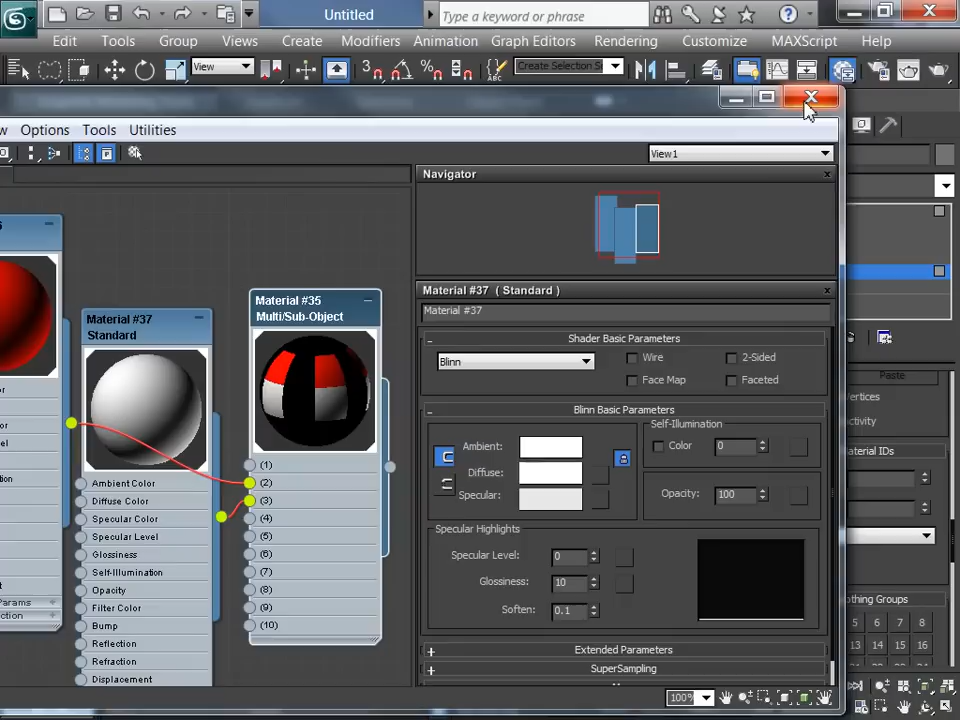 Untitled
Type a keyword or phrase
Edit Tools Group Views Create Modifiers Animation Graph Editors Rendering Customize MAXScript Help
View
Create Selection S
Options Tools Utilities
View1
Navigator
Material #37 ( Standard )
Material #37
Shader Basic Parameters
Blinn
Wire
2-Sided
Face Map
Faceted
Blinn Basic Parameters
Self-Illumination
Ambient:
Color 0
Diffuse:
Specular:
Opacity: 100
Specular Highlights
Specular Level: 0
Glossiness: 10
Soften: 0.1
Extended Parameters
SuperSampling
100%
Material #37
Standard
Ambient Color
Diffuse Color
Specular Color
Specular Level
Glossiness
Self-Illumination
Opacity
Filter Color
Bump
Reflection
Refraction
Displacement
Material #35
Multi/Sub-Object
(1)
(2)
(3)
(4)
(5)
(6)
(7)
(8)
(9)
(10)
Params
Paste
aterial IDs
othing Groups
5 6 7 8
13 14 15 16